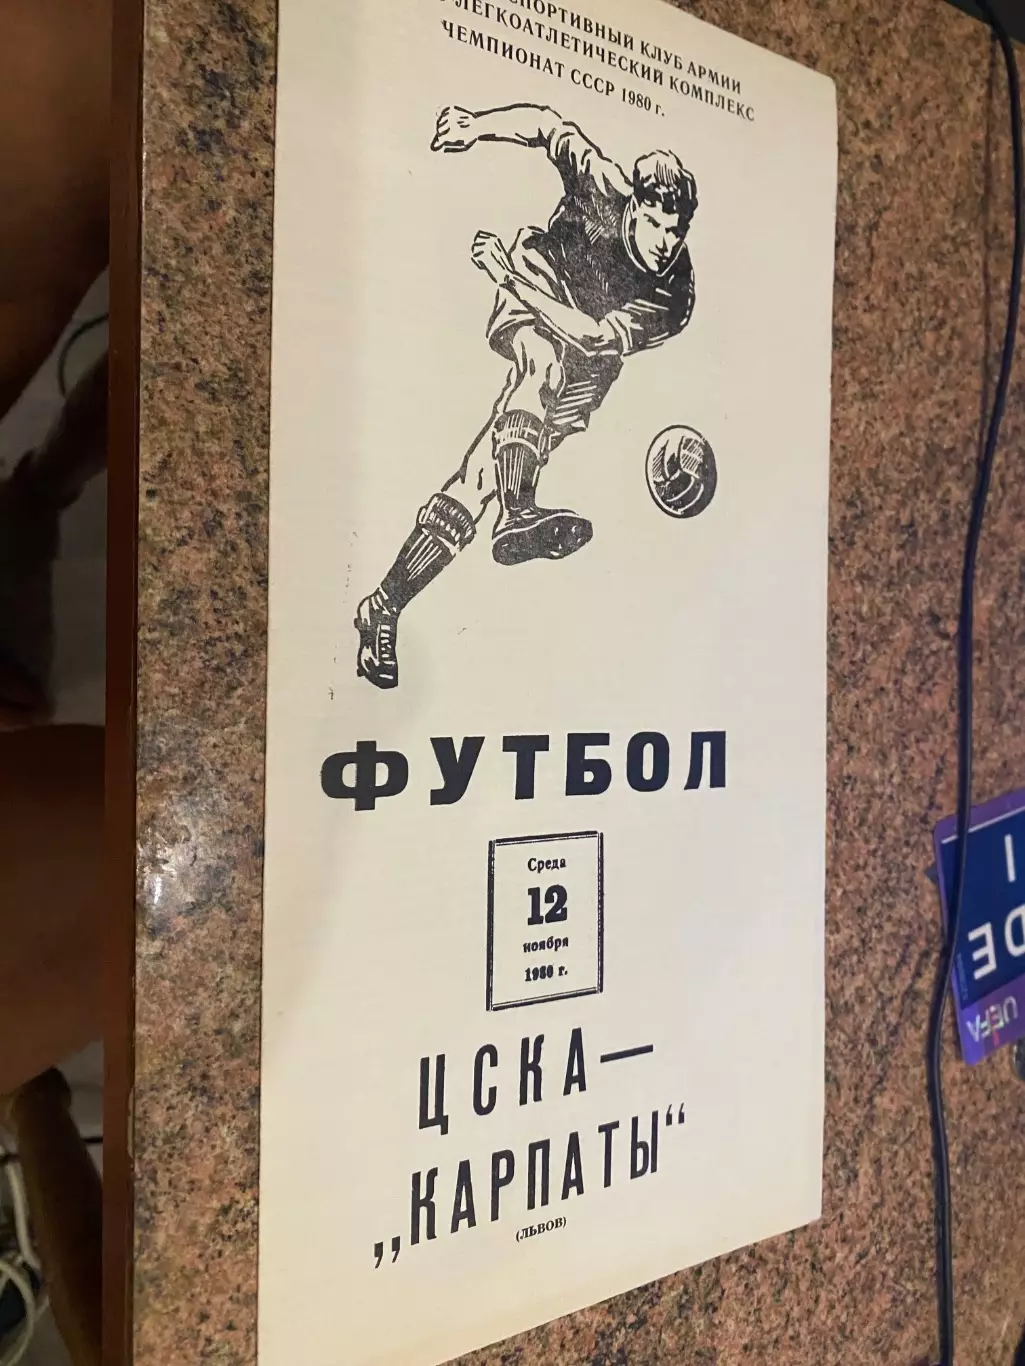 СПОРТИВНЫЙ КЛУБ АРМИИ
ЛЕГКОАТЛЕТИЧЕСКИЙ КОМПЛЕКС
ЧЕМПИОНАТ СССР 1980 г.
ФУТБОЛ
Среда
12
ноября
1980 г.
ЦСКА —
„КАРПАТЫ“
(ЛЬВОВ)
UEFA